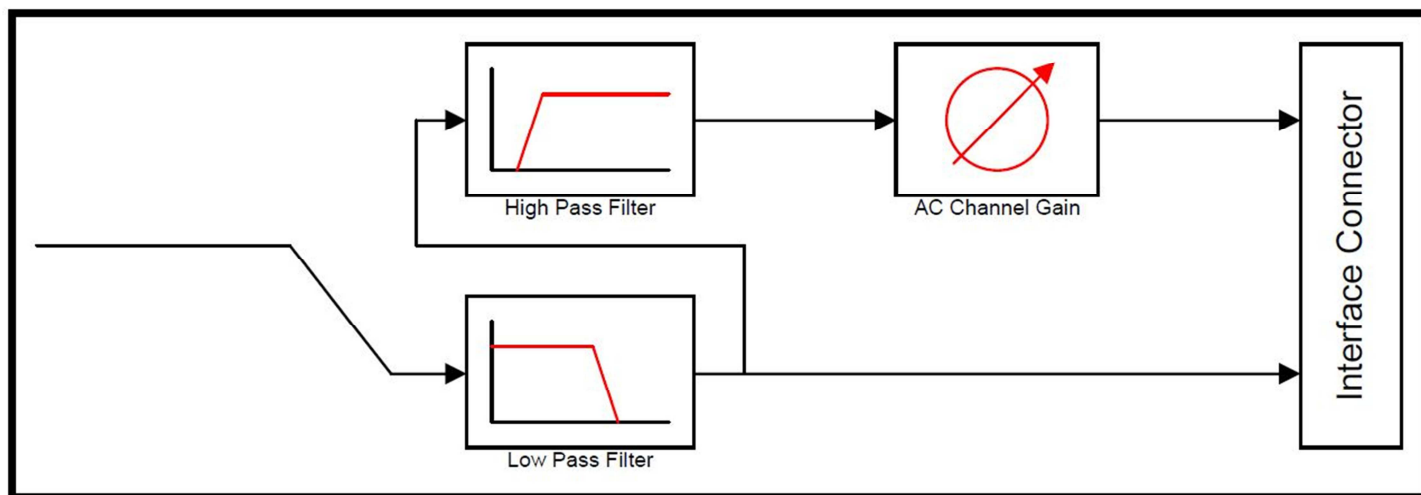 High Pass Filter
AC Channel Gain
Interface Connector
Low Pass Filter